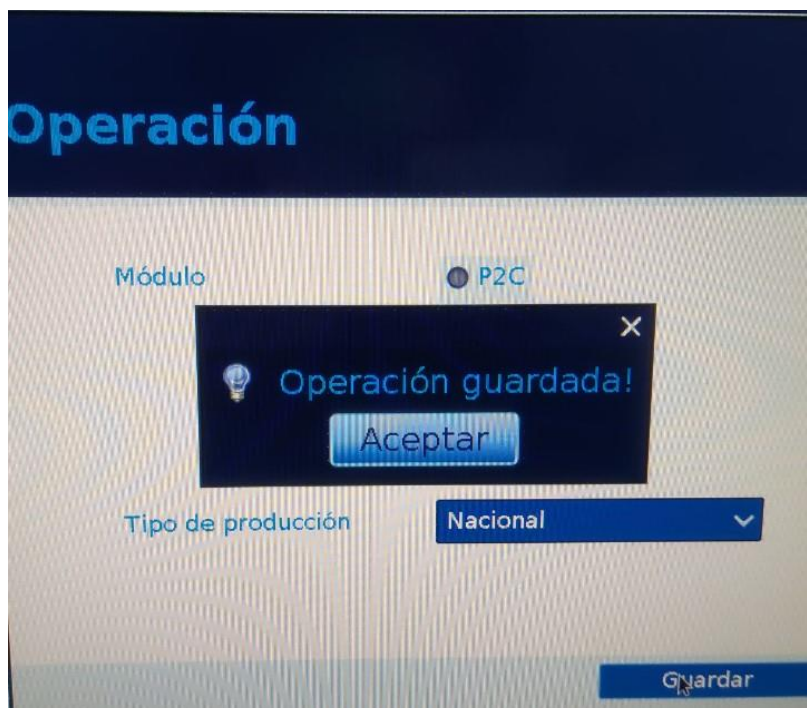 Operación
Módulo P2C
Operación guardada!
Aceptar
Tipo de producción Nacional
Guardar